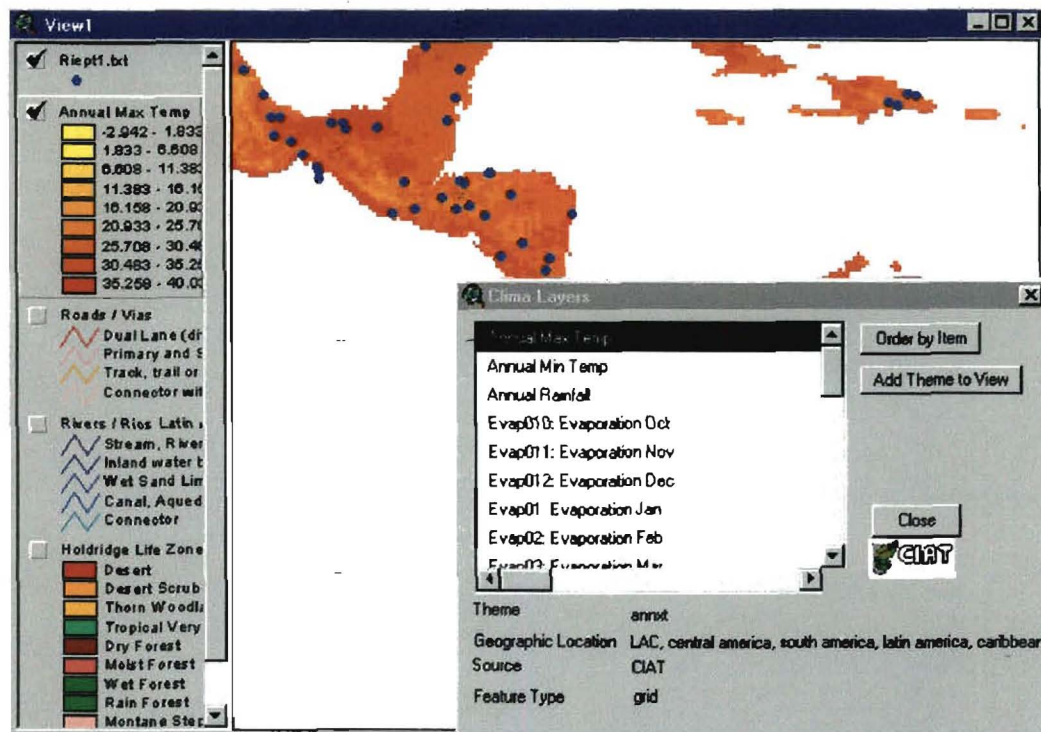 View1
Riept1.txt
Annual Max Temp
-2.942 - 1.833
1.833 - 6.608
6.608 - 11.383
11.383 - 16.1
16.158 - 20.93
20.933 - 25.70
25.708 - 30.48
30.483 - 35.25
35.258 - 40.03
Roads / Vias
Dual Lane (di
Primary and S
Track, trail or
Connector wit
Rivers / Rios Latin
Stream, River
Inland water b
Wet Sand Lim
Canal, Aqued
Connector
Holdridge Life Zone
Desert
Desert Scrub
Thorn Woodla
Tropical Very
Dry Forest
Moist Forest
Wet Forest
Rain Forest
Montane Step
Clima Layers
Annual Max Temp
Annual Min Temp
Annual Rainfall
Evap010: Evaporation Oct
Evap011: Evaporation Nov
Evap012: Evaporation Dec
Evap01 Evaporation Jan
Evap02: Evaporation Feb
Evap03: Evaporation Mar
Order by Item
Add Theme to View
Close
CIAT
Theme annxt
Geographic Location LAC, central america, south america, latin america, caribbear
Source CIAT
Feature Type grid